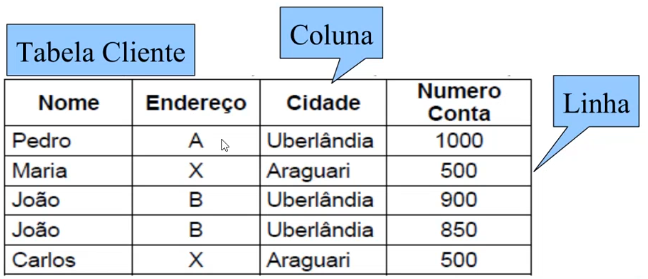 Tabela Cliente
Coluna
Linha
Nome Endereço Cidade Numero Conta
Pedro A Uberlândia 1000
Maria X Araguari 500
João B Uberlândia 900
João B Uberlândia 850
Carlos X Araguari 500